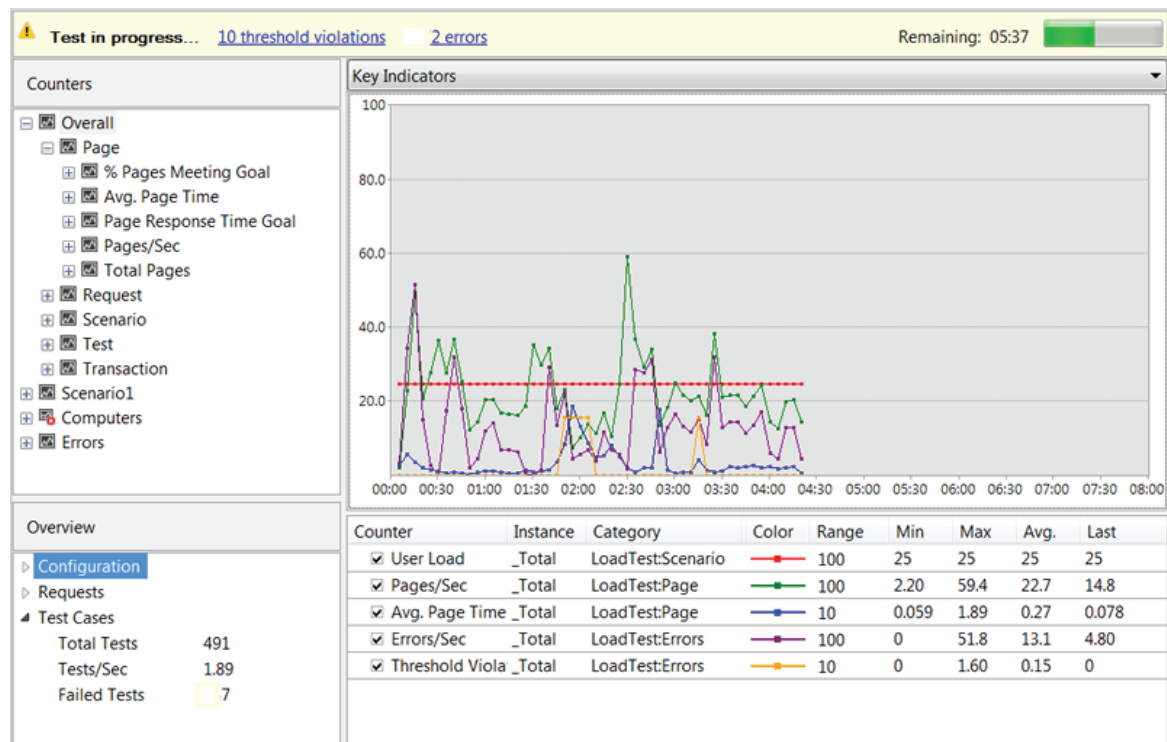 Test in progress... 10 threshold violations 2 errors Remaining: 05:37
Counters
Overall
Page
% Pages Meeting Goal
Avg. Page Time
Page Response Time Goal
Pages/Sec
Total Pages
Request
Scenario
Test
Transaction
Scenario1
Computers
Errors
Key Indicators
100
80.0
60.0
40.0
20.0
00:00 00:30 01:00 01:30 02:00 02:30 03:00 03:30 04:00 04:30 05:00 05:30 06:00 06:30 07:00 07:30 08:00
Overview
Configuration
Requests
Test Cases
Total Tests 491
Tests/Sec 1.89
Failed Tests 7
Counter Instance Category Color Range Min Max Avg. Last
User Load _Total LoadTest:Scenario 100 25 25 25 25
Pages/Sec _Total LoadTest:Page 100 2.20 59.4 22.7 14.8
Avg. Page Time _Total LoadTest:Page 10 0.059 1.89 0.27 0.078
Errors/Sec _Total LoadTest:Errors 100 0 51.8 13.1 4.80
Threshold Viola _Total LoadTest:Errors 10 0 1.60 0.15 0